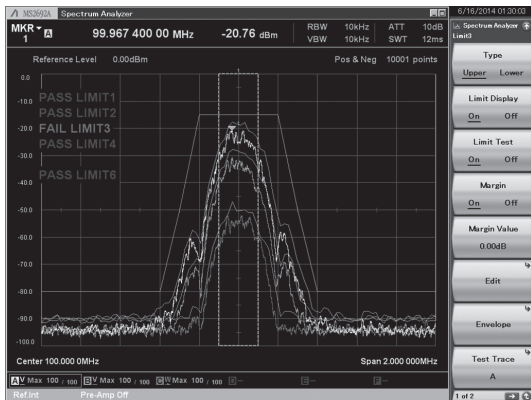 MS2692A Spectrum Analyzer
6/16/2014 01:30:03
MKR 1 A
99.967 400 00 MHz
-20.76 dBm
RBW 10kHz
VBW 10kHz
ATT 10dB
SWT 12ms
Reference Level 0.00dBm
Pos & Neg 10001 points
0.0
-10.0
-20.0
-30.0
-40.0
-50.0
-60.0
-70.0
-80.0
-90.0
-100.0
PASS LIMIT1
PASS LIMIT2
FAIL LIMIT3
PASS LIMIT4
PASS LIMIT6
Center 100.000 0MHz
Span 2.000 000MHz
A V Max 100 / 100
B V Max 100 / 100
C W Max 100 / 100
D --
E --
F --
Ref.Int
Pre-Amp Off
Spectrum Analyzer
Limit3
Type
Upper Lower
Limit Display
On Off
Limit Test
On Off
Margin
On Off
Margin Value
0.00dB
Edit
Envelope
Test Trace
A
1 of 2